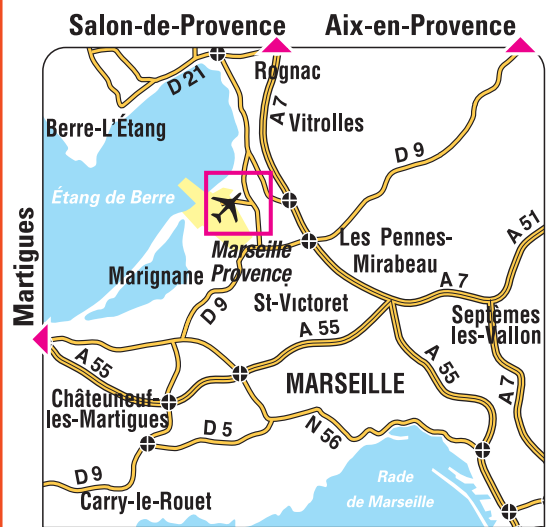 Salon-de-Provence
Aix-en-Provence
D 21
Rognac
A 7
Vitrolles
Berre-L'Étang
D 9
Étang de Berre
Martigues
Marseille
Provence
Marignane
Les Pennes-
Mirabeau
A 51
A 7
D 9
St-Victoret
A 55
Septèmes
les-Vallon
A 55
MARSEILLE
A 55
A 7
Châteuneuf
les-Martigues
D 5
N 56
D 9
Carry-le-Rouet
Rade
de Marseille